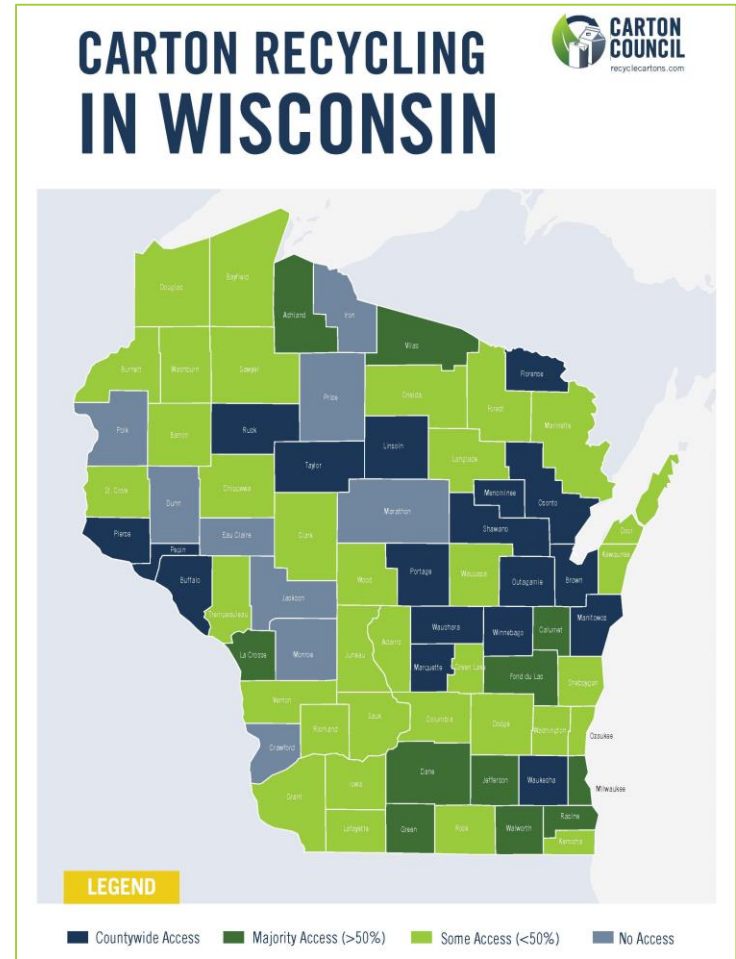 CARTON RECYCLING
IN WISCONSIN
CARTON
COUNCIL
recyclecartons.com
Douglas
Bayfield
Ashland
Iron
Vilas
Florence
Burnett
Washburn
Sawyer
Price
Oneida
Forest
Marinette
Polk
Barron
Rusk
Lincoln
Langlade
Taylor
Menominee
Oconto
St. Croix
Dunn
Chippewa
Marathon
Shawano
Door
Pierce
Eau Claire
Clark
Pepin
Kewaunee
Buffalo
Trempealeau
Jackson
Wood
Portage
Waupaca
Outagamie
Brown
Manitowoc
La Crosse
Monroe
Juneau
Adams
Waushara
Winnebago
Calumet
Marquette
Green Lake
Fond du Lac
Sheboygan
Vernon
Richland
Sauk
Columbia
Dodge
Washington
Ozaukee
Crawford
Grant
Iowa
Dane
Jefferson
Waukesha
Milwaukee
Lafayette
Green
Rock
Walworth
Racine
Kenosha
LEGEND
Countywide Access
Majority Access (>50%)
Some Access (<50%)
No Access